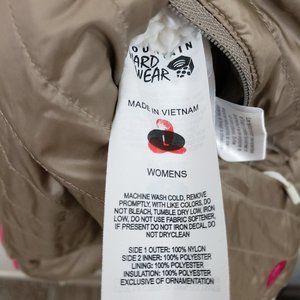 MOUNTAIN
HARD
WEAR
MADE IN VIETNAM
WOMENS
MACHINE WASH COLD, REMOVE
PROMPTLY, WITH LIKE COLORS, DO
NOT BLEACH, TUMBLE DRY LOW, IRON
LOW, DO NOT USE FABRIC SOFTENER,
IF PRESENT DO NOT IRON DECAL, DO
NOT DRYCLEAN
SIDE 1 OUTER: 100% NYLON
SIDE 2 INNER: 100% POLYESTER
LINING: 100% POLYESTER
INSULATION: 100% POLYESTER
EXCLUSIVE OF ORNAMENTATION